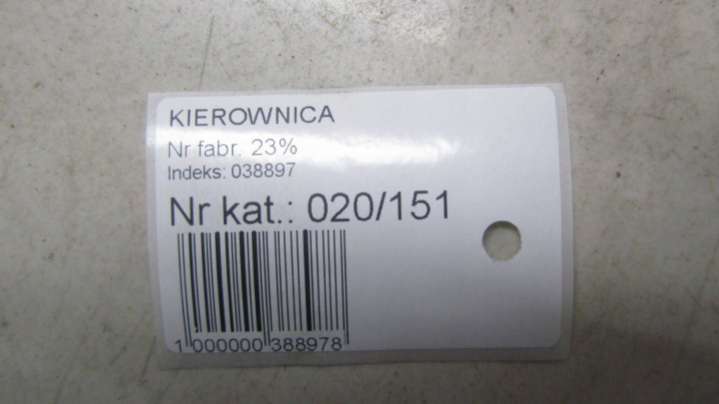 KIEROWNICA
Nr fabr. 23%
Indeks: 038897
Nr kat.: 020/151
1 000000 388978